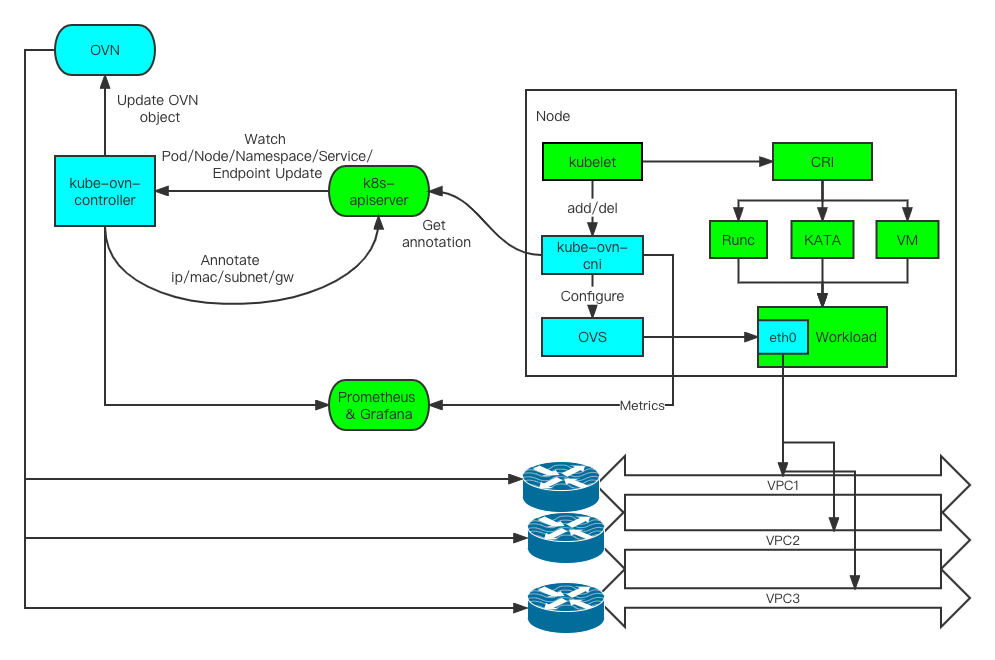 OVN
Update OVN
object
Watch
Pod/Node/Namespace/Service/
Endpoint Update
kube-ovn-
controller
k8s-
apiserver
Get
annotation
Annotate
ip/mac/subnet/gw
Prometheus
& Grafana
Metrics
Node
kubelet
CRI
add/del
Runc
KATA
VM
kube-ovn-
cni
Configure
OVS
eth0
Workload
VPC1
VPC2
VPC3